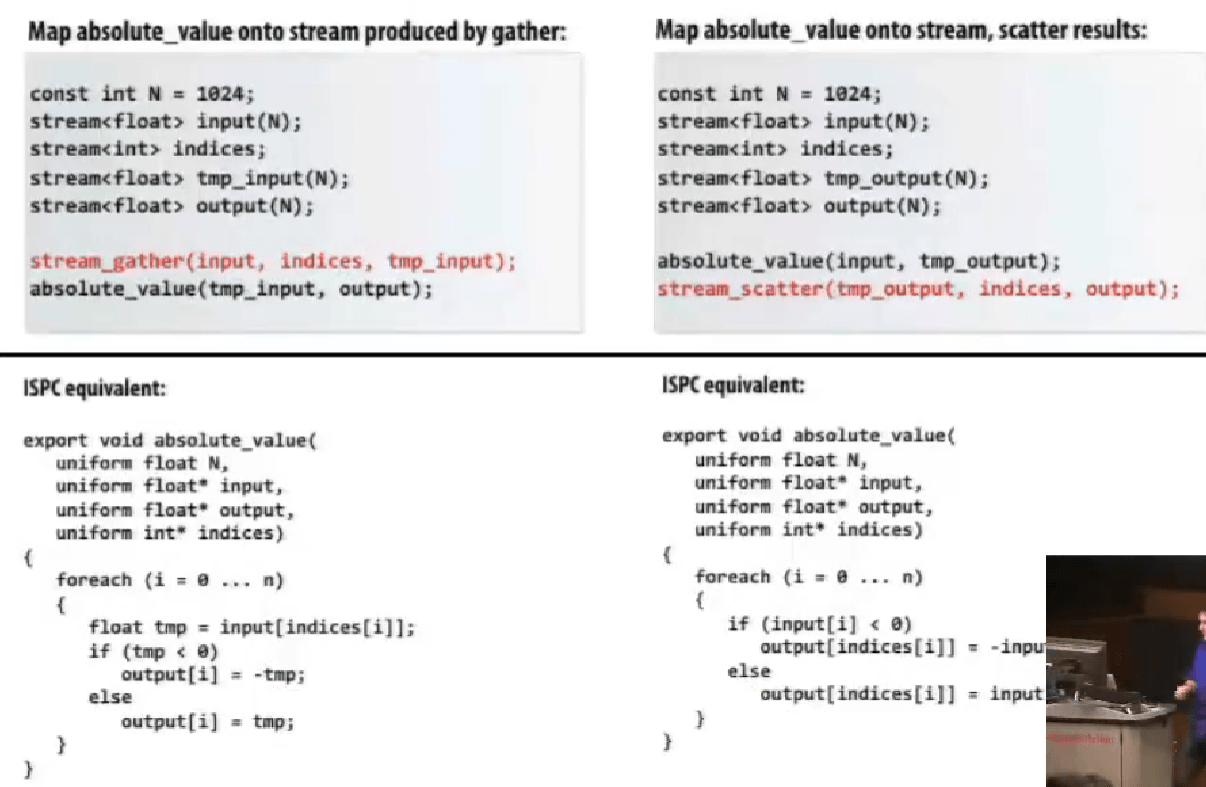 Map absolute_value onto stream produced by gather:
const int N = 1024;
stream<float> input(N);
stream<int> indices;
stream<float> tmp_input(N);
stream<float> output(N);
stream_gather(input, indices, tmp_input);
absolute_value(tmp_input, output);
Map absolute_value onto stream, scatter results:
const int N = 1024;
stream<float> input(N);
stream<int> indices;
stream<float> tmp_output(N);
stream<float> output(N);
absolute_value(input, tmp_output);
stream_scatter(tmp_output, indices, output);
ISPC equivalent:
export void absolute_value(
uniform float N,
uniform float* input,
uniform float* output,
uniform int* indices)
{
foreach (i = 0 ... n)
{
float tmp = input[indices[i]];
if (tmp < 0)
output[i] = -tmp;
else
output[i] = tmp;
}
}
ISPC equivalent:
export void absolute_value(
uniform float N,
uniform float* input,
uniform float* output,
uniform int* indices)
{
foreach (i = 0 ... n)
{
if (input[i] < 0)
output[indices[i]] = -inpu
else
output[indices[i]] = input
}
}